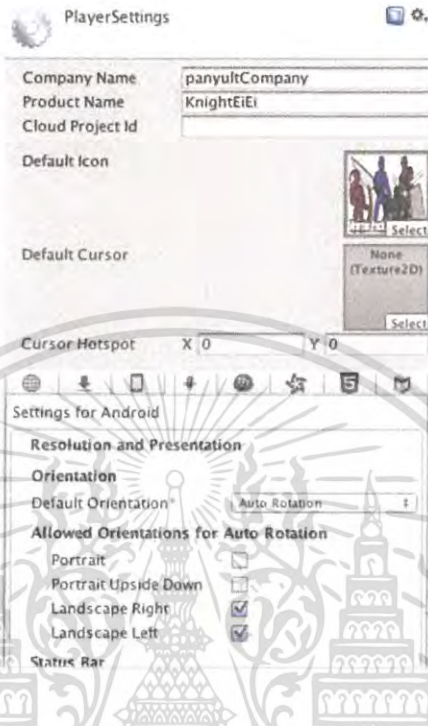 PlayerSettings
Company Name panyultCompany
Product Name KnightEiEi
Cloud Project Id
Default Icon
Select
Default Cursor
None
(Texture2D)
Select
Cursor Hotspot X 0 Y 0
Settings for Android
Resolution and Presentation
Orientation
Default Orientation* Auto Rotation
Allowed Orientations for Auto Rotation
Portrait
Portrait Upside Down
Landscape Right
Landscape Left
Status Bar